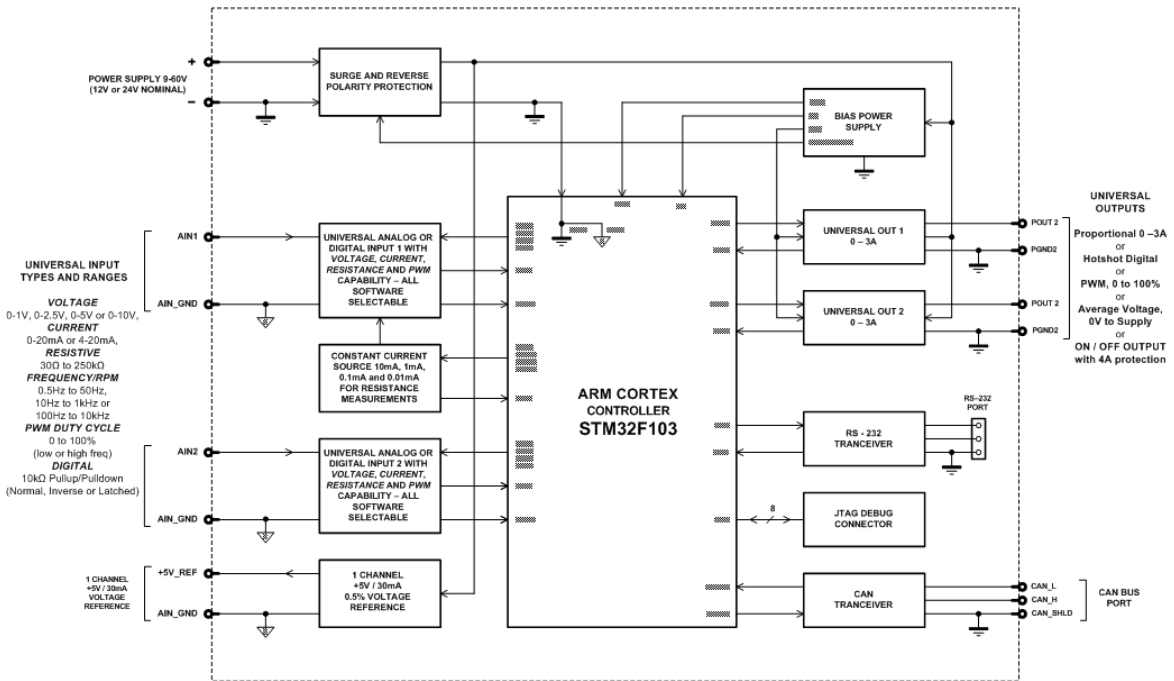 +
POWER SUPPLY 9-60V
(12V or 24V NOMINAL)
–
SURGE AND REVERSE
POLARITY PROTECTION
BIAS POWER
SUPPLY
UNIVERSAL INPUT
TYPES AND RANGES
VOLTAGE
0-1V, 0-2.5V, 0-5V or 0-10V,
CURRENT
0-20mA or 4-20mA,
RESISTIVE
30Ω to 250kΩ
FREQUENCY/RPM
0.5Hz to 50Hz,
10Hz to 1kHz or
100Hz to 10kHz
PWM DUTY CYCLE
0 to 100%
(low or high freq)
DIGITAL
10kΩ Pullup/Pulldown
(Normal, Inverse or Latched)
AIN1
AIN_GND
UNIVERSAL ANALOG OR
DIGITAL INPUT 1 WITH
VOLTAGE, CURRENT,
RESISTANCE AND PWM
CAPABILITY – ALL
SOFTWARE
SELECTABLE
CONSTANT CURRENT
SOURCE 10mA, 1mA,
0.1mA and 0.01mA
FOR RESISTANCE
MEASUREMENTS
AIN2
AIN_GND
UNIVERSAL ANALOG OR
DIGITAL INPUT 2 WITH
VOLTAGE, CURRENT,
RESISTANCE AND PWM
CAPABILITY – ALL
SOFTWARE
SELECTABLE
1 CHANNEL
+5V / 30mA
VOLTAGE
REFERENCE
+5V_REF
AIN_GND
1 CHANNEL
+5V / 30mA
0.5% VOLTAGE
REFERENCE
ARM CORTEX
CONTROLLER
STM32F103
UNIVERSAL OUT 1
0 – 3A
UNIVERSAL OUT 2
0 – 3A
POUT 2
PGND2
POUT 2
PGND2
UNIVERSAL
OUTPUTS
Proportional 0 –3A
or
Hotshot Digital
or
PWM, 0 to 100%
or
Average Voltage,
0V to Supply
or
ON / OFF OUTPUT
with 4A protection
RS - 232
TRANCEIVER
RS–232
PORT
8
JTAG DEBUG
CONNECTOR
CAN
TRANCEIVER
CAN_L
CAN_H
CAN_SHLD
CAN BUS
PORT